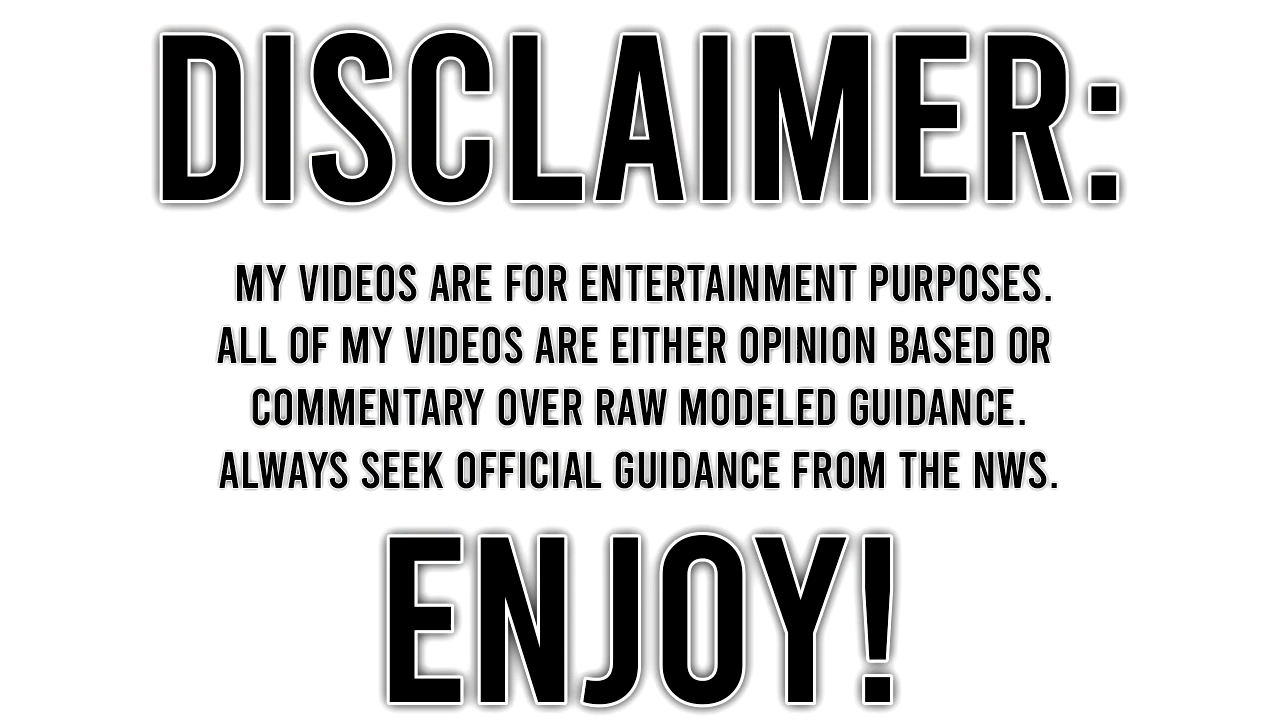 DISCLAIMER:
MY VIDEOS ARE FOR ENTERTAINMENT PURPOSES.
ALL OF MY VIDEOS ARE EITHER OPINION BASED OR
COMMENTARY OVER RAW MODELED GUIDANCE.
ALWAYS SEEK OFFICIAL GUIDANCE FROM THE NWS.
ENJOY!